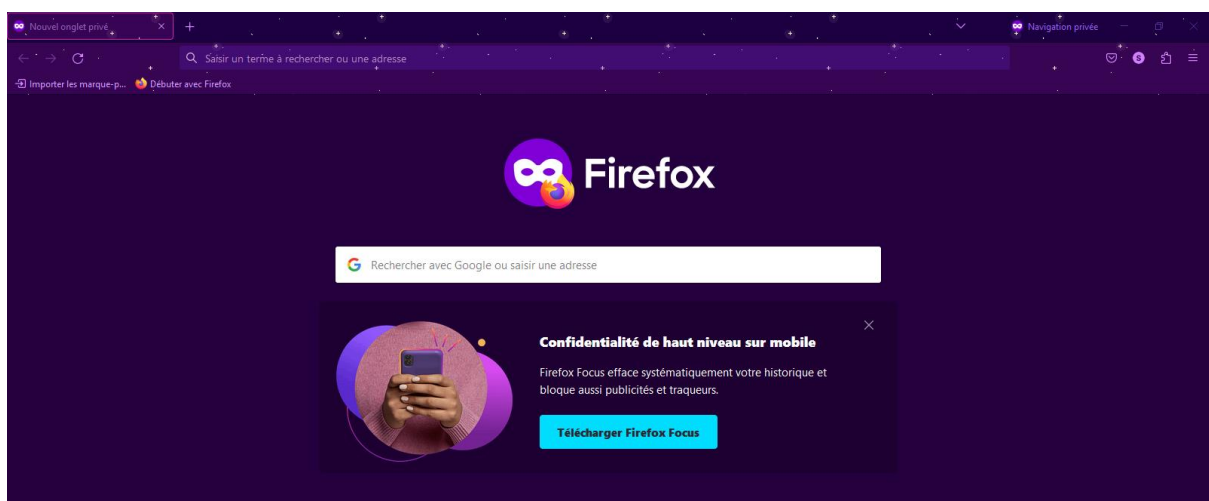 Nouvel onglet privé
Navigation privée
Saisir un terme à rechercher ou une adresse
S
Importer les marque-p...
Débuter avec Firefox
Firefox
Rechercher avec Google ou saisir une adresse
Confidentialité de haut niveau sur mobile
Firefox Focus efface systématiquement votre historique et
bloque aussi publicités et traqueurs.
Télécharger Firefox Focus